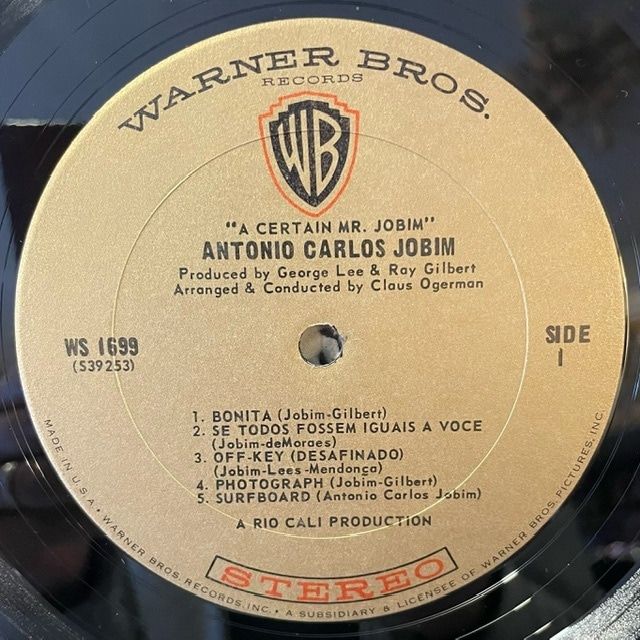 WARNER BROS.
RECORDS
WB
"A CERTAIN MR. JOBIM"
ANTONIO CARLOS JOBIM
Produced by George Lee & Ray Gilbert
Arranged & Conducted by Claus Ogerman
WS 1699
(S39253)
SIDE
1
1. BONITA (Jobim-Gilbert)
2. SE TODOS FOSSEM IGUAIS A VOCE
(Jobim-deMoraes)
3. OFF-KEY (DESAFINADO)
(Jobim-Lees-Mendonça)
4. PHOTOGRAPH (Jobim-Gilbert)
5. SURFBOARD (Antonio Carlos Jobim)
A RIO CALI PRODUCTION
STEREO
MADE IN U.S.A. • WARNER BROS. RECORDS, INC. • A SUBSIDIARY & LICENSEE OF WARNER BROS. PICTURES, INC.